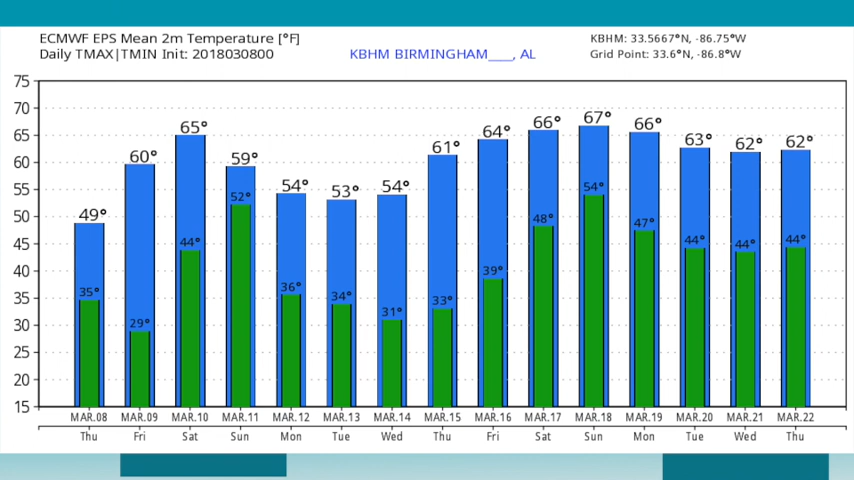 ECMWF EPS Mean 2m Temperature [°F]
Daily TMAX|TMIN Init: 2018030800
KBHM BIRMINGHAM____, AL
KBHM: 33.5667°N, -86.75°W
Grid Point: 33.6°N, -86.8°W
75
70
65
60
55
50
45
40
35
30
25
20
15
49° 60° 65° 59° 54° 53° 54° 61° 64° 66° 67° 66° 63° 62° 62°
35° 29° 44° 52° 36° 34° 31° 33° 39° 48° 54° 47° 44° 44° 44°
MAR.08 MAR.09 MAR.10 MAR.11 MAR.12 MAR.13 MAR.14 MAR.15 MAR.16 MAR.17 MAR.18 MAR.19 MAR.20 MAR.21 MAR.22
Thu Fri Sat Sun Mon Tue Wed Thu Fri Sat Sun Mon Tue Wed Thu